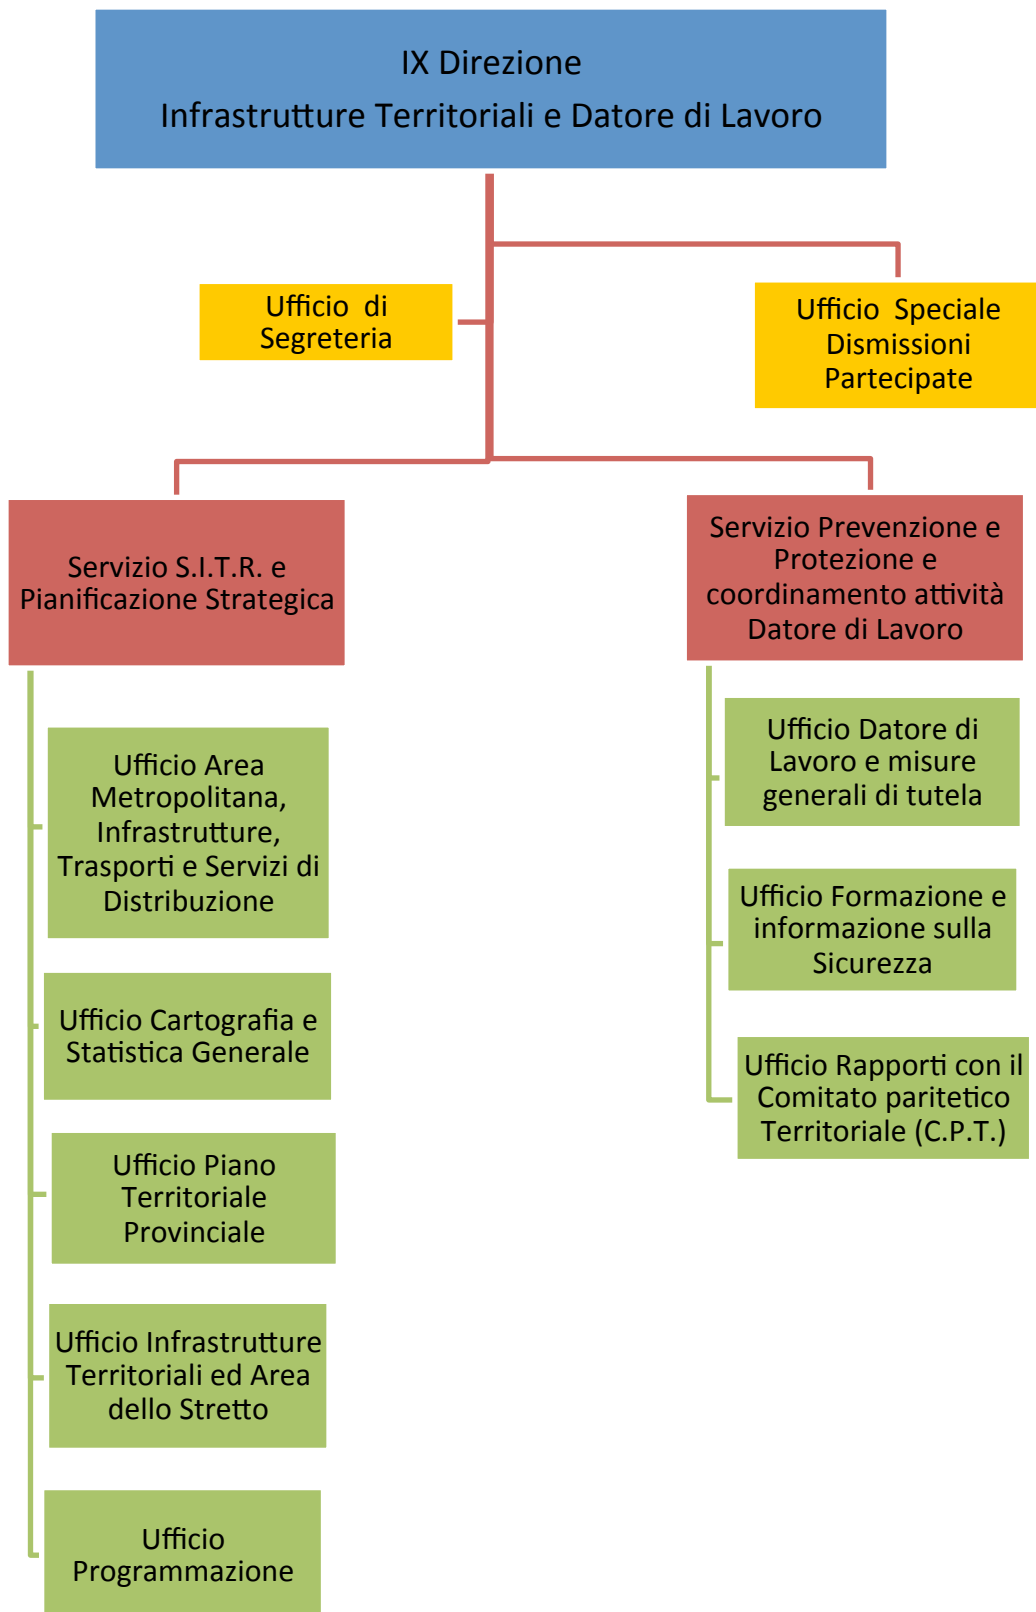 IX Direzione
Infrastrutture Territoriali e Datore di Lavoro
Ufficio di
Segreteria
Ufficio Speciale
Dismissioni
Partecipate
Servizio S.I.T.R. e
Pianificazione Strategica
Servizio Prevenzione e
Protezione e
coordinamento attività
Datore di Lavoro
Ufficio Area
Metropolitana,
Infrastrutture,
Trasporti e Servizi di
Distribuzione
Ufficio Cartografia e
Statistica Generale
Ufficio Piano
Territoriale
Provinciale
Ufficio Infrastrutture
Territoriali ed Area
dello Stretto
Ufficio
Programmazione
Ufficio Datore di
Lavoro e misure
generali di tutela
Ufficio Formazione e
informazione sulla
Sicurezza
Ufficio Rapporti con il
Comitato paritetico
Territoriale (C.P.T.)